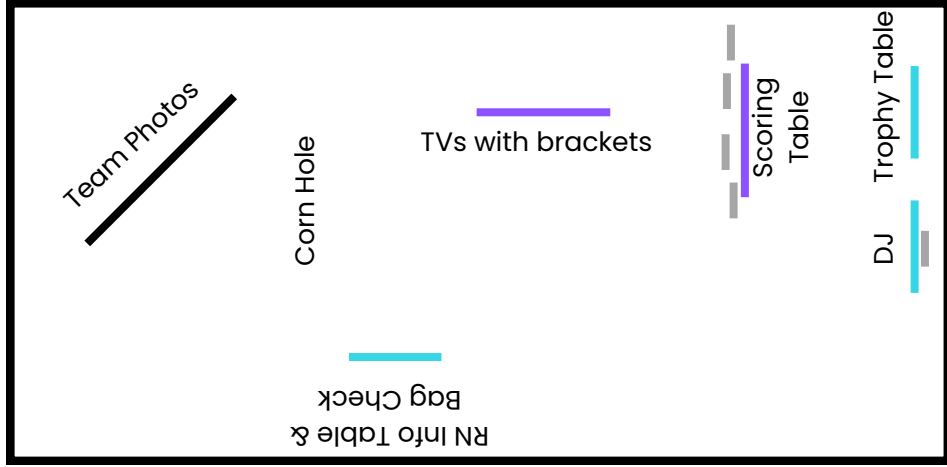 Team Photos
Corn Hole
TVs with brackets
Scoring
Table
Trophy Table
DJ
RN Info Table &
Bag Check